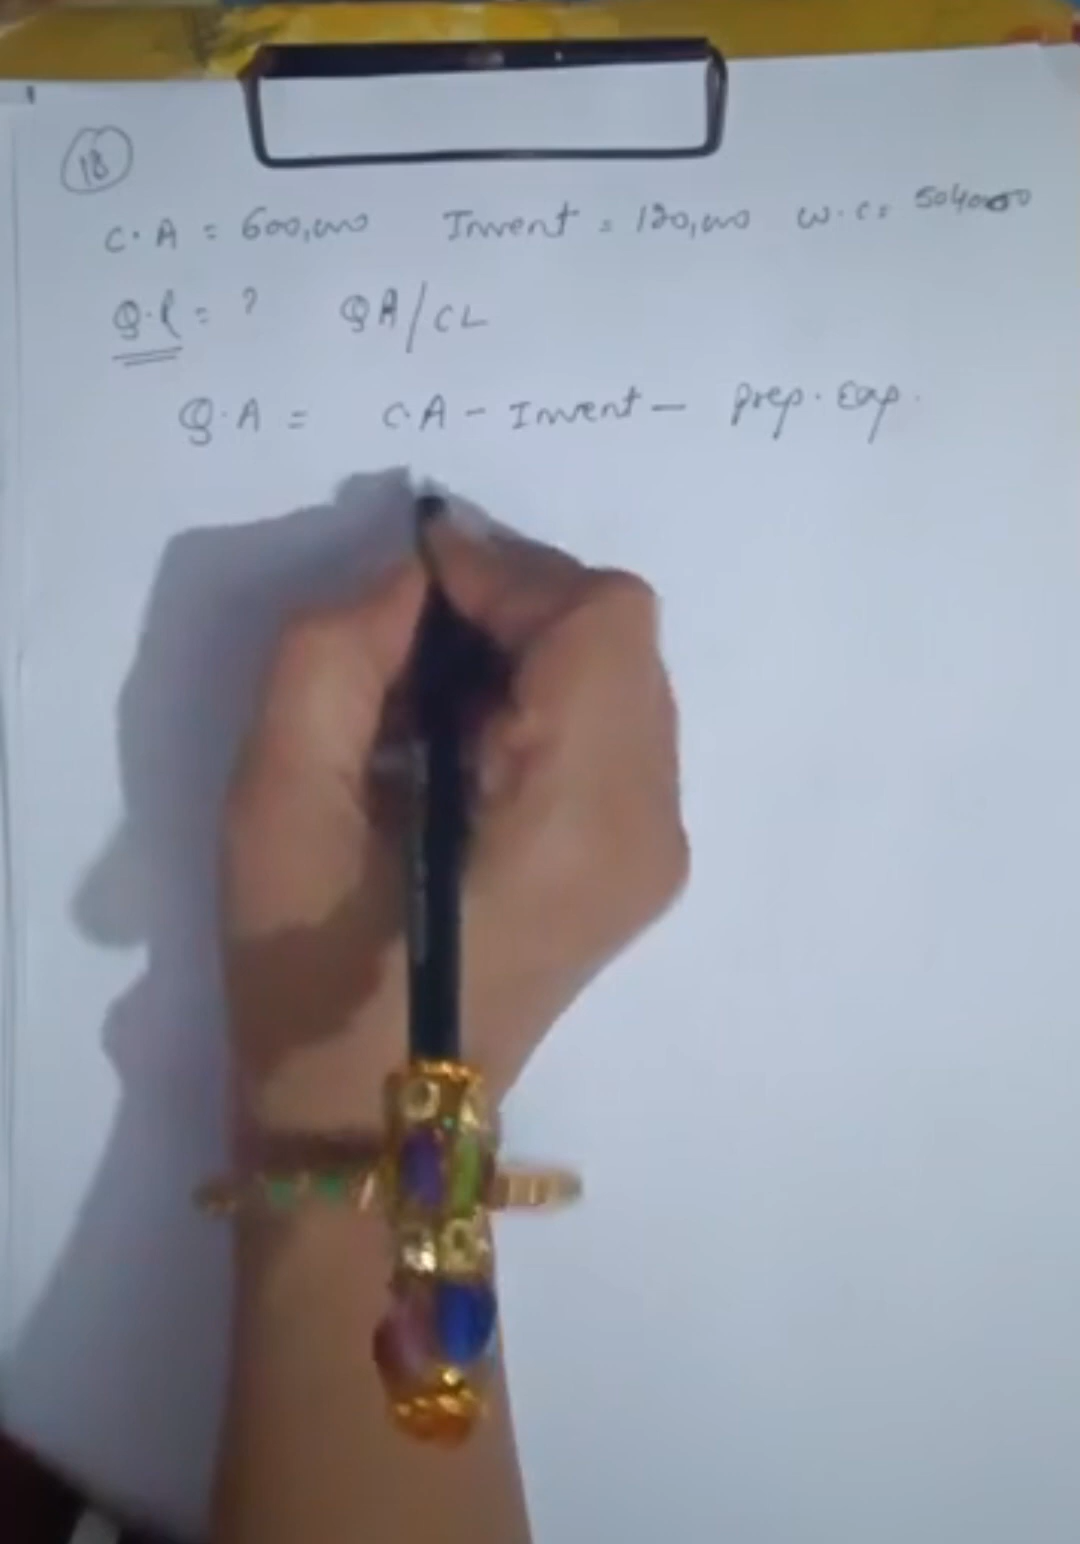 18
C.A = 600,000 Invent = 120,000 W.C = 504000
Q.R = ? QA/CL
Q.A = C.A - Invent - Prep. Exp.